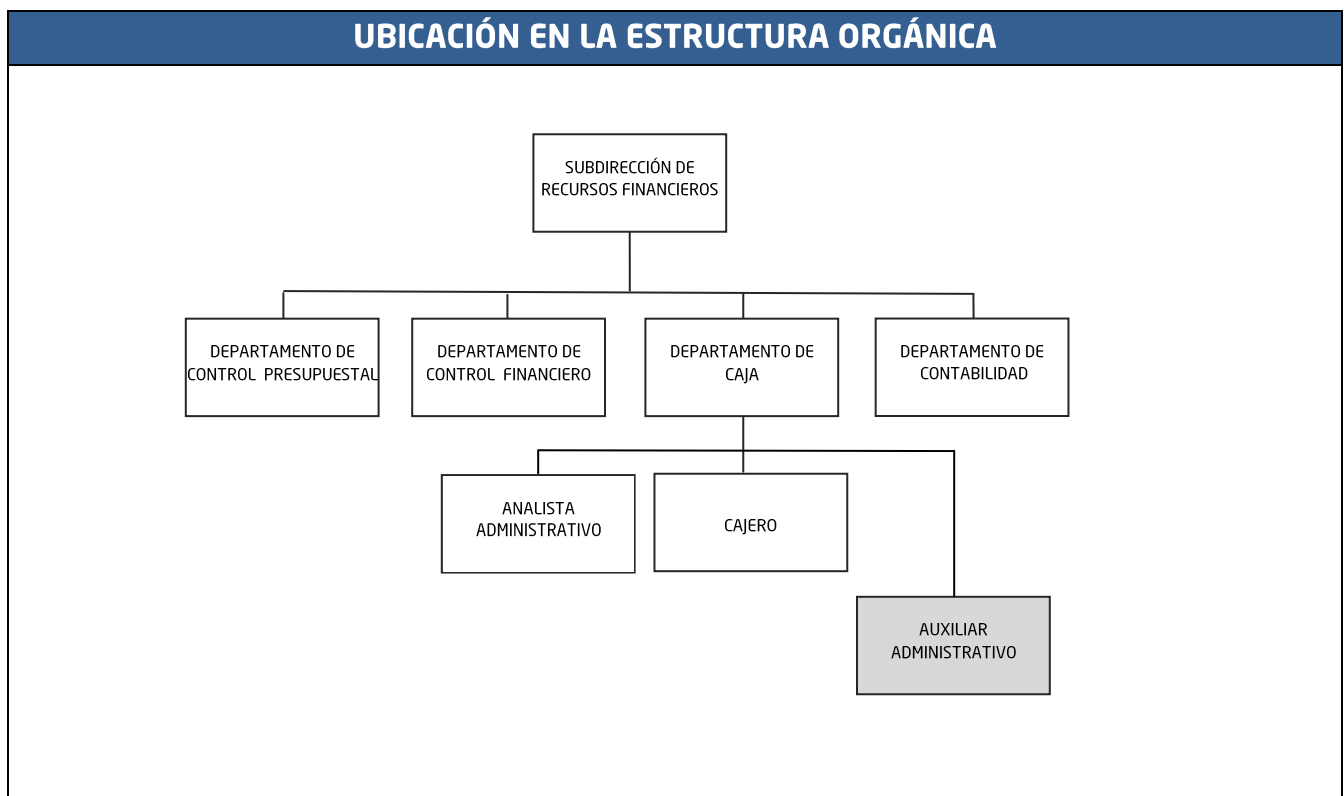 UBICACIÓN EN LA ESTRUCTURA ORGÁNICA
SUBDIRECCIÓN DE
RECURSOS FINANCIEROS
DEPARTAMENTO DE
CONTROL PRESUPUESTAL
DEPARTAMENTO DE
CONTROL FINANCIERO
DEPARTAMENTO DE
CAJA
DEPARTAMENTO DE
CONTABILIDAD
ANALISTA
ADMINISTRATIVO
CAJERO
AUXILIAR
ADMINISTRATIVO